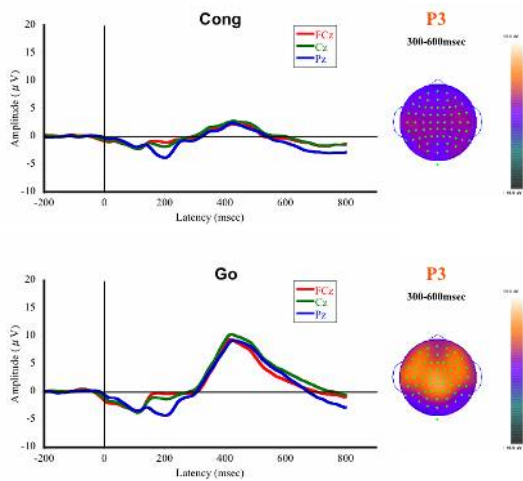 Cong
P3
300-600msec
FCz
Cz
Pz
Amplitude ( μ V)
20
15
10
5
0
-5
-10
-200
0
200
400
600
800
Latency (msec)
Go
P3
300-600msec
FCz
Cz
Pz
Amplitude ( μ V)
20
15
10
5
0
-5
-10
-200
0
200
400
600
800
Latency (msec)